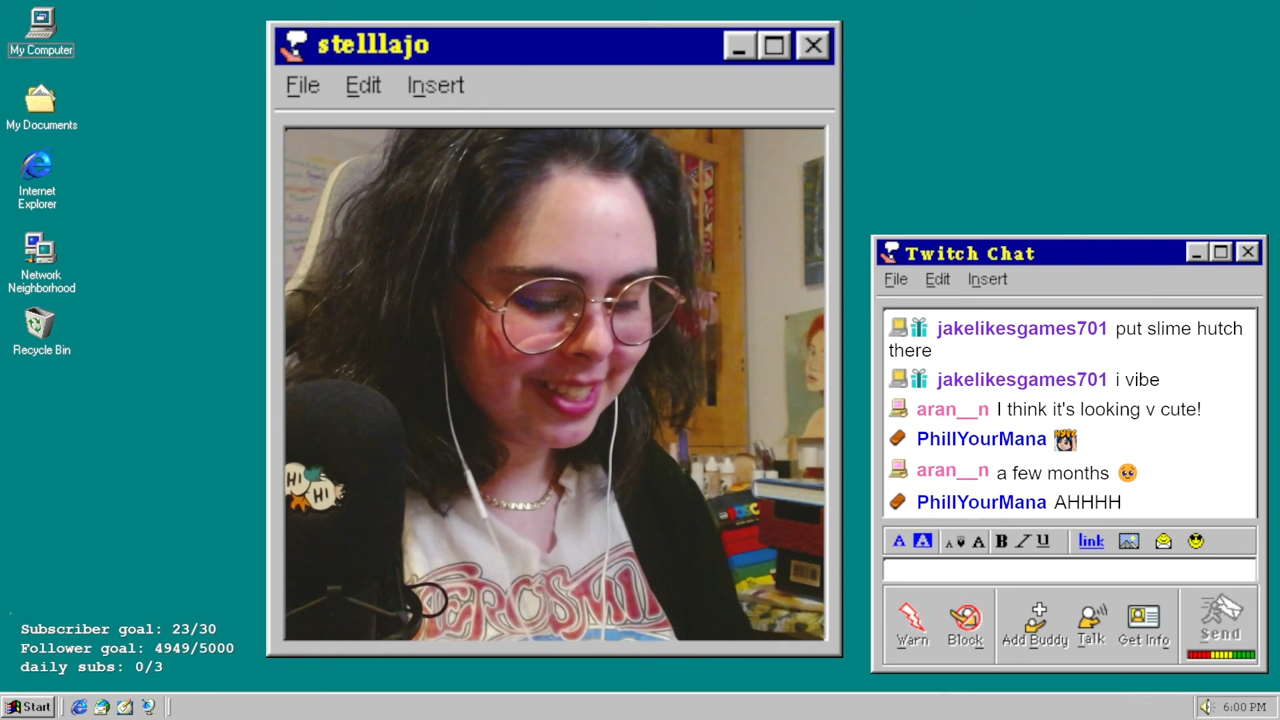 My Computer
My Documents
Internet
Explorer
Network
Neighborhood
Recycle Bin
stelllajo
File Edit Insert
HI
HI
AEROSMITH
Twitch Chat
File Edit Insert
jakelikesgames701 put slime hutch
there
jakelikesgames701 i vibe
aran__n I think it's looking v cute!
PhillYourMana
aran__n a few months 🥹
PhillYourMana AHHHH
A A A A B I U link
Warn Block Add Buddy Talk Get Info Send
Subscriber goal: 23/30
Follower goal: 4949/5000
daily subs: 0/3
Start
6:00 PM